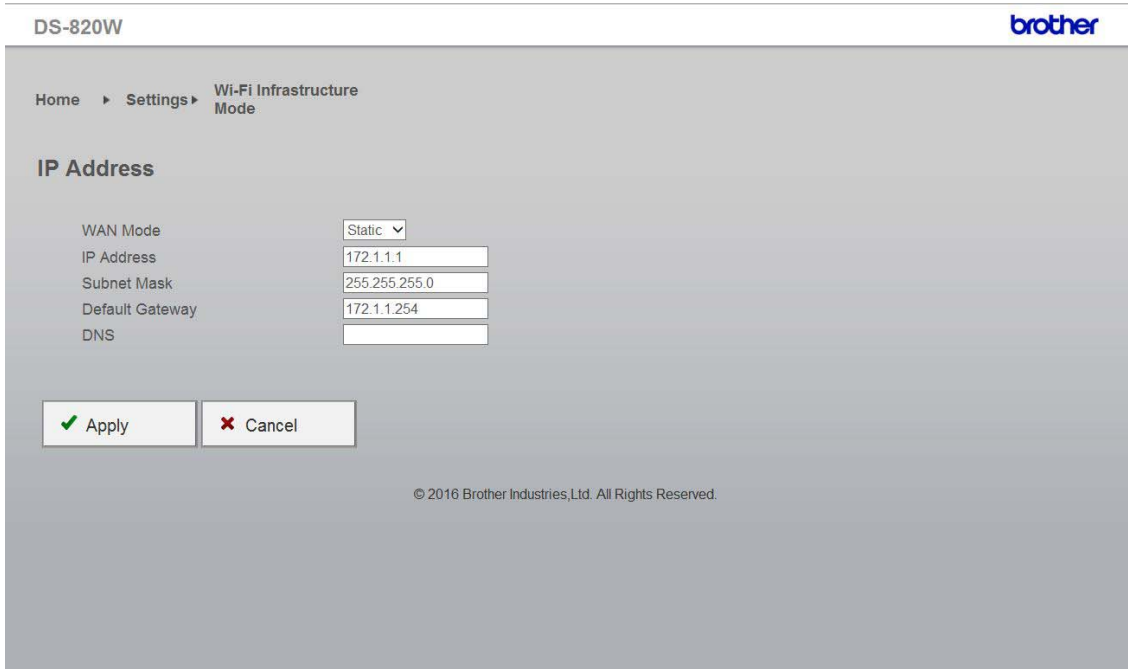 DS-820W
brother
Home Settings Wi-Fi Infrastructure
Mode
IP Address
WAN Mode Static
IP Address 172.1.1.1
Subnet Mask 255.255.255.0
Default Gateway 172.1.1.254
DNS
Apply Cancel
© 2016 Brother Industries,Ltd. All Rights Reserved.